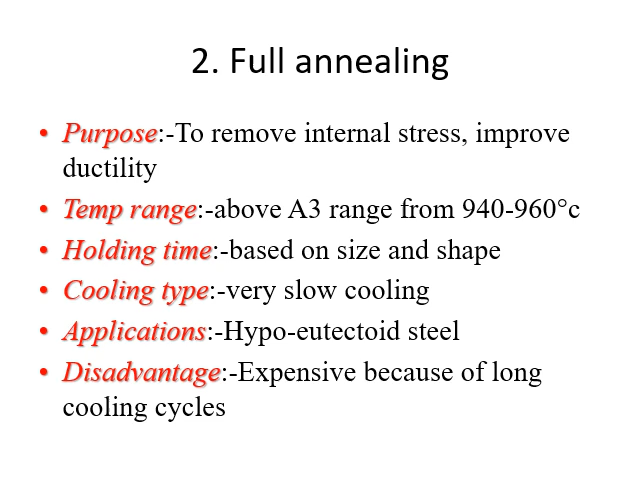 2. Full annealing
• Purpose:-To remove internal stress, improve
ductility
• Temp range:-above A3 range from 940-960°c
• Holding time:-based on size and shape
• Cooling type:-very slow cooling
• Applications:-Hypo-eutectoid steel
• Disadvantage:-Expensive because of long
cooling cycles